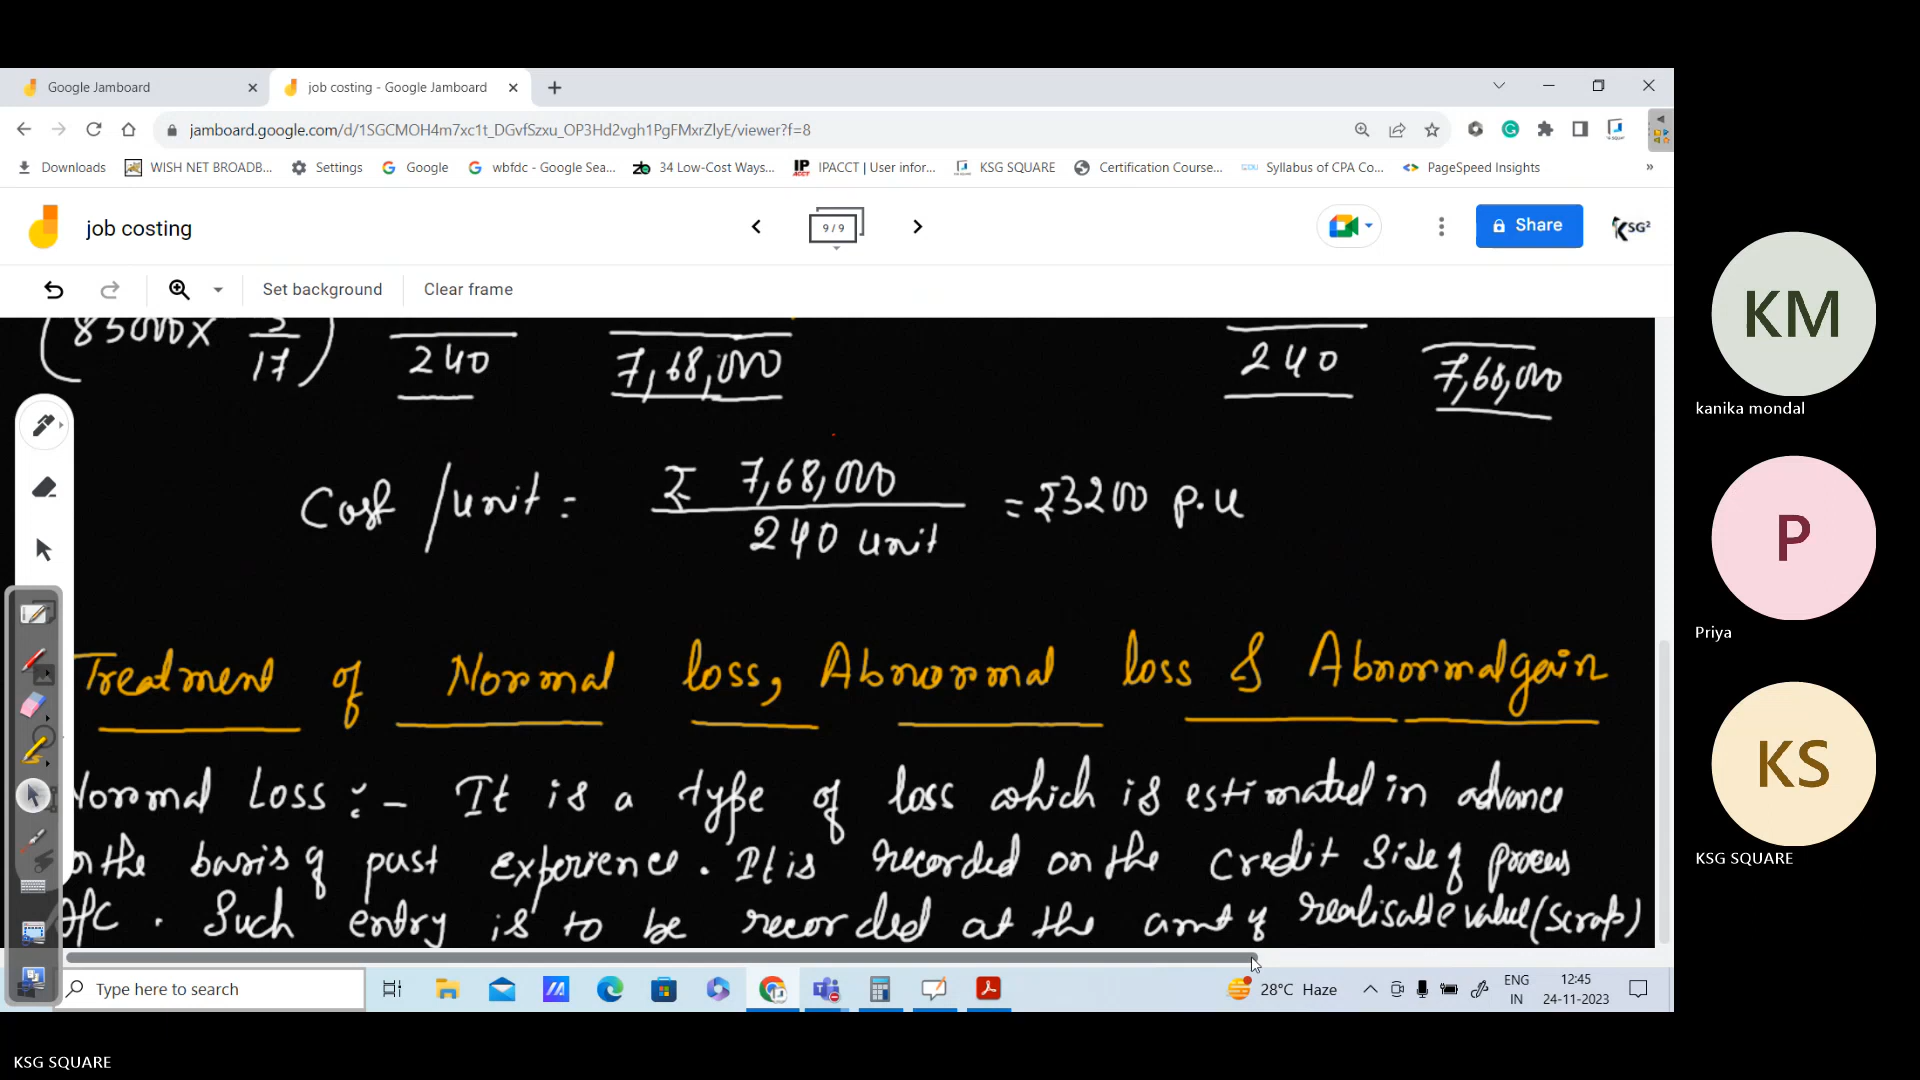 Google Jamboard
job costing - Google Jamboard
jamboard.google.com/d/1SGCMOH4m7xc1t_DGvfSzxu_OP3Hd2vgh1PgFMxrZlyE/viewer?f=8
Downloads WISH NET BROADB... Settings Google wbfdc - Google Sea... 34 Low-Cost Ways... IPACCT | User infor... KSG SQUARE Certification Course... Syllabus of CPA Co... PageSpeed Insights »
job costing
9 / 9
Share
KSG²
Set background
Clear frame
(85000 x /17) 240 7,68,000 240 7,68,000
Cost /unit = ₹ 7,68,000 / 240 unit = ₹3200 p.u
Treatment of Normal loss, Abnormal loss & Abnormal gain
Normal Loss :- It is a type of loss which is estimated in advance
on the basis of past experience. It is recorded on the credit side of process
A/C. Such entry is to be recorded at the amt of realisable value (Scrap)
Type here to search
28°C Haze
ENG
IN
12:45
24-11-2023
KM
kanika mondal
P
Priya
KS
KSG SQUARE
KSG SQUARE